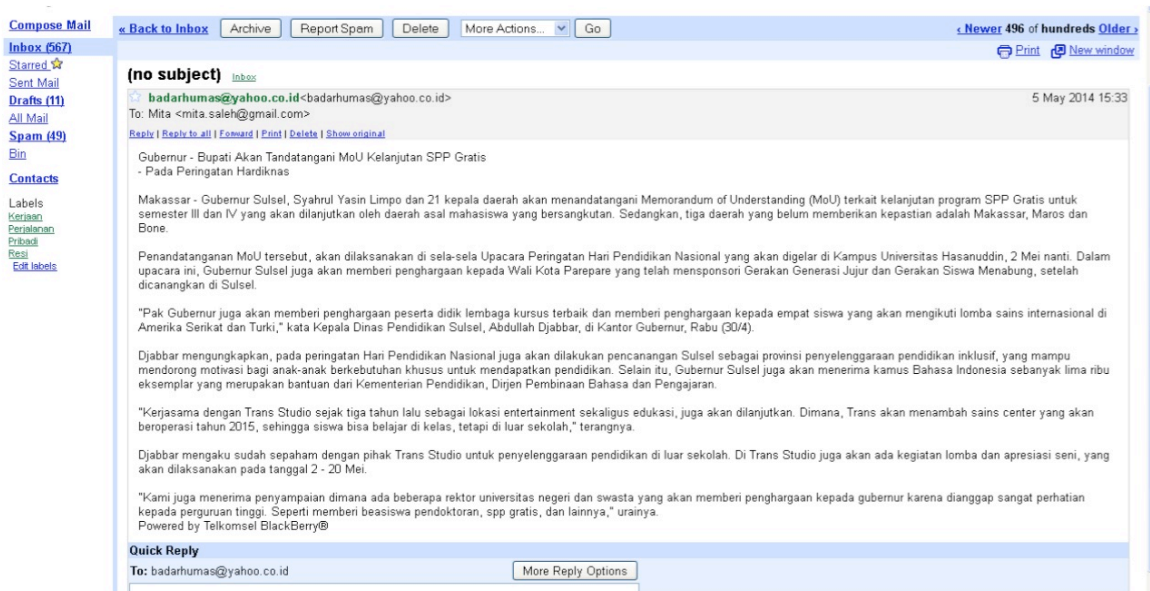 Compose Mail
Inbox (567)
Starred
Sent Mail
Drafts (11)
All Mail
Spam (49)
Bin
Contacts
Labels
Kerjaan
Perjalanan
Pribadi
Resi
Edit labels
« Back to Inbox Archive Report Spam Delete More Actions... Go ‹ Newer 496 of hundreds Older ›
Print New window
(no subject) Inbox
badarhumas@yahoo.co.id<badarhumas@yahoo.co.id> 5 May 2014 15:33
To: Mita <mita.saleh@gmail.com>
Reply | Reply to all | Forward | Print | Delete | Show original
Gubernur - Bupati Akan Tandatangani MoU Kelanjutan SPP Gratis
- Pada Peringatan Hardiknas
Makassar - Gubernur Sulsel, Syahrul Yasin Limpo dan 21 kepala daerah akan menandatangani Memorandum of Understanding (MoU) terkait kelanjutan program SPP Gratis untuk
semester III dan IV yang akan dilanjutkan oleh daerah asal mahasiswa yang bersangkutan. Sedangkan, tiga daerah yang belum memberikan kepastian adalah Makassar, Maros dan
Bone.
Penandatanganan MoU tersebut, akan dilaksanakan di sela-sela Upacara Peringatan Hari Pendidikan Nasional yang akan digelar di Kampus Universitas Hasanuddin, 2 Mei nanti. Dalam
upacara ini, Gubernur Sulsel juga akan memberi penghargaan kepada Wali Kota Parepare yang telah mensponsori Gerakan Generasi Jujur dan Gerakan Siswa Menabung, setelah
dicanangkan di Sulsel.
"Pak Gubernur juga akan memberi penghargaan peserta didik lembaga kursus terbaik dan memberi penghargaan kepada empat siswa yang akan mengikuti lomba sains internasional di
Amerika Serikat dan Turki," kata Kepala Dinas Pendidikan Sulsel, Abdullah Djabbar, di Kantor Gubernur, Rabu (30/4).
Djabbar mengungkapkan, pada peringatan Hari Pendidikan Nasional juga akan dilakukan pencanangan Sulsel sebagai provinsi penyelenggaraan pendidikan inklusif, yang mampu
mendorong motivasi bagi anak-anak berkebutuhan khusus untuk mendapatkan pendidikan. Selain itu, Gubernur Sulsel juga akan menerima kamus Bahasa Indonesia sebanyak lima ribu
eksemplar yang merupakan bantuan dari Kementerian Pendidikan, Dirjen Pembinaan Bahasa dan Pengajaran.
"Kerjasama dengan Trans Studio sejak tiga tahun lalu sebagai lokasi entertainment sekaligus edukasi, juga akan dilanjutkan. Dimana, Trans akan menambah sains center yang akan
beroperasi tahun 2015, sehingga siswa bisa belajar di kelas, tetapi di luar sekolah," terangnya.
Djabbar mengaku sudah sepaham dengan pihak Trans Studio untuk penyelenggaraan pendidikan di luar sekolah. Di Trans Studio juga akan ada kegiatan lomba dan apresiasi seni, yang
akan dilaksanakan pada tanggal 2 - 20 Mei.
"Kami juga menerima penyampaian dimana ada beberapa rektor universitas negeri dan swasta yang akan memberi penghargaan kepada gubernur karena dianggap sangat perhatian
kepada perguruan tinggi. Seperti memberi beasiswa pendoktoran, spp gratis, dan lainnya," urainya.
Powered by Telkomsel BlackBerry®
Quick Reply
To: badarhumas@yahoo.co.id More Reply Options